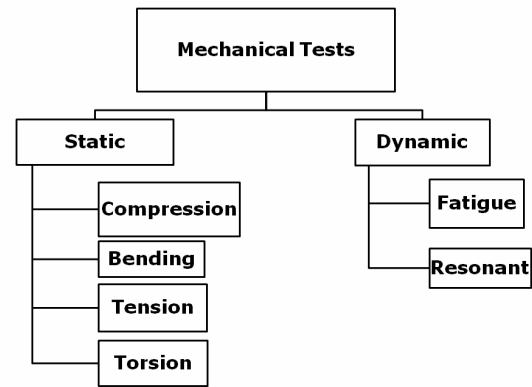 Mechanical Tests
Static
Compression
Bending
Tension
Torsion
Dynamic
Fatigue
Resonant